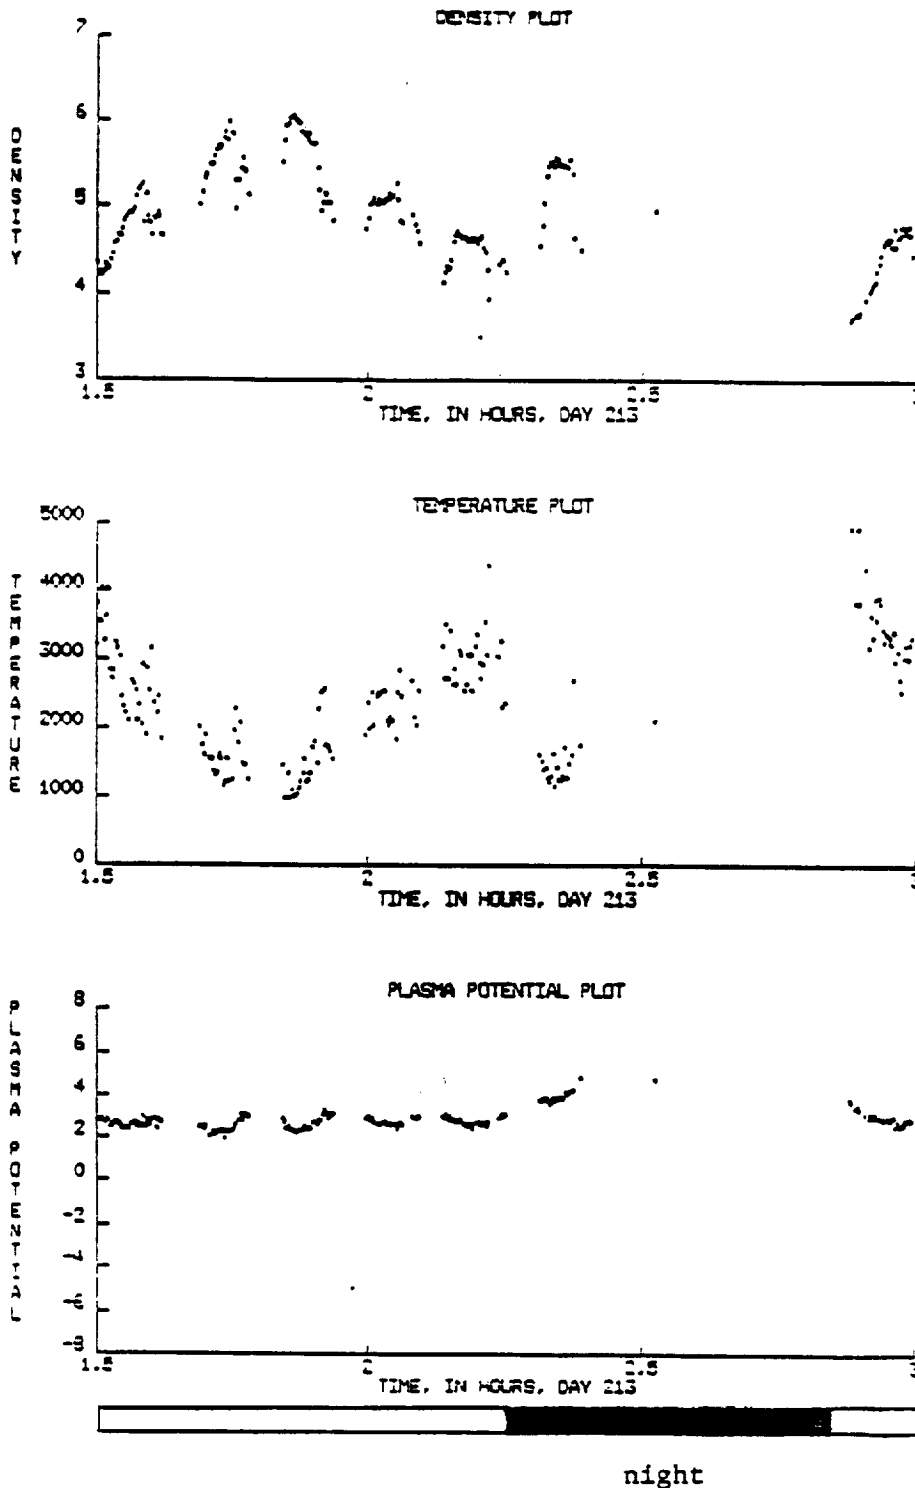 DENSITY PLOT
7
6
5
4
3
DENSITY
1.5 2 2.5 3
TIME, IN HOURS, DAY 213
TEMPERATURE PLOT
5000
4000
3000
2000
1000
0
TEMPERATURE
1.5 2 2.5 3
TIME, IN HOURS, DAY 213
PLASMA POTENTIAL PLOT
8
6
4
2
0
-2
-4
-6
-8
PLASMA POTENTIAL
1.5 2 2.5 3
TIME, IN HOURS, DAY 213
night